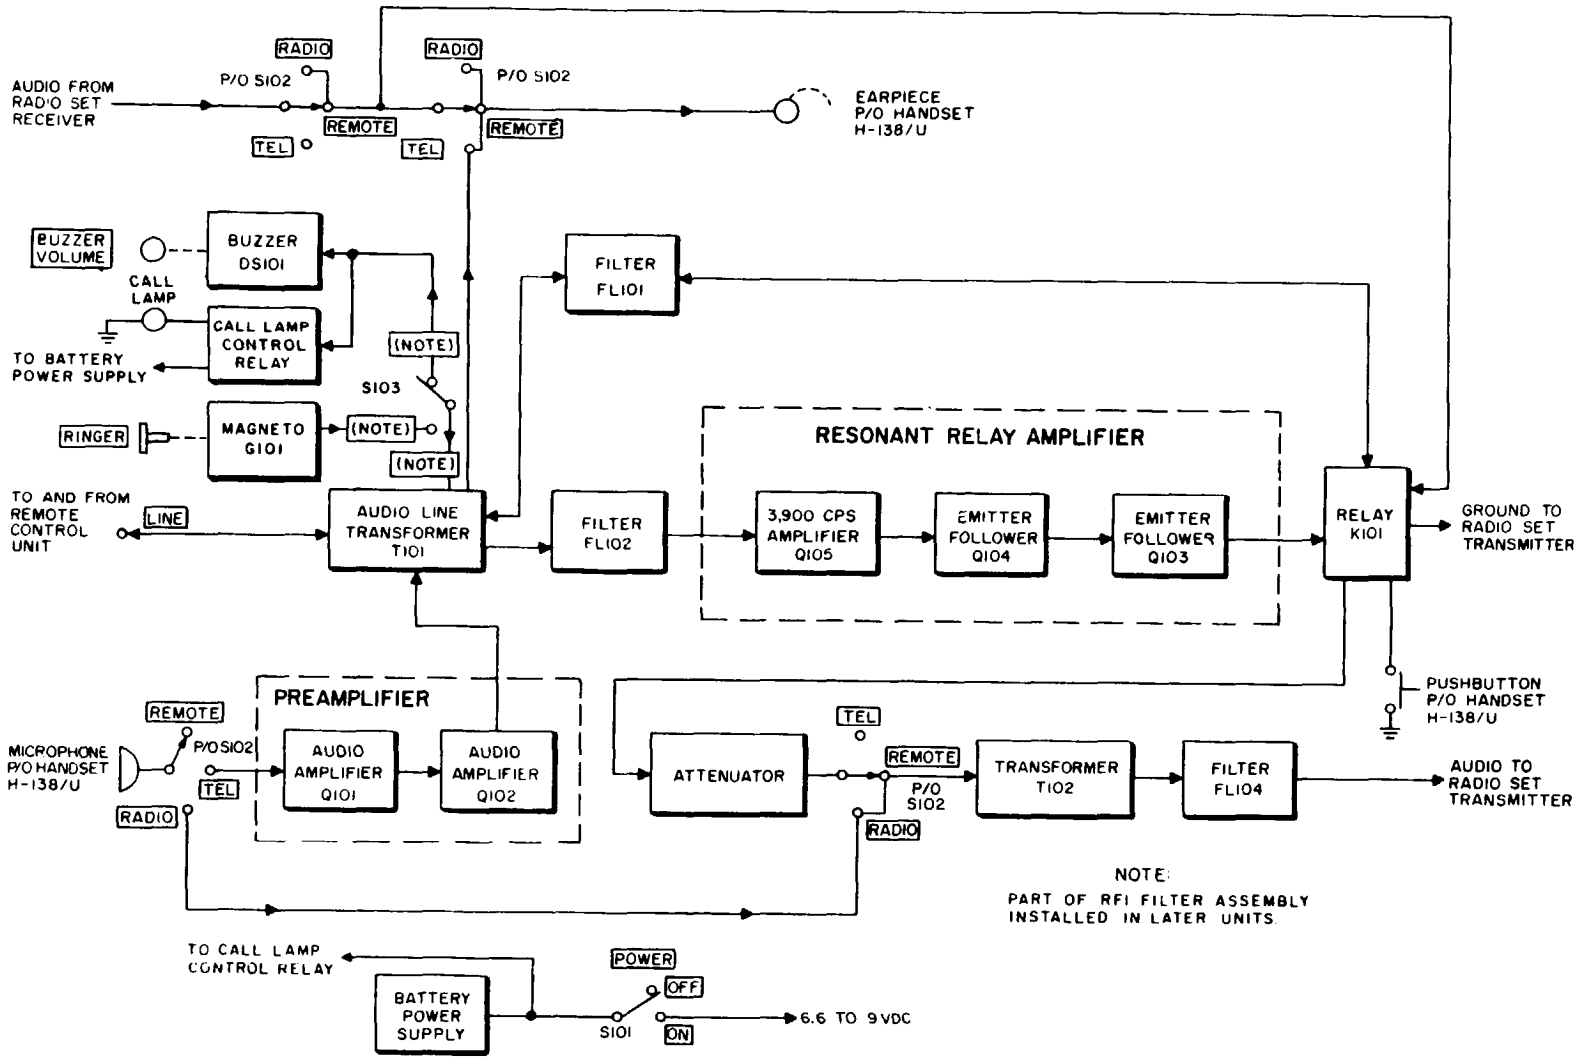 RADIO
RADIO
P/O S102
P/O S102
AUDIO FROM
RADIO SET
RECEIVER
REMOTE
REMOTE
TEL
TEL
EARPIECE
P/O HANDSET
H-138/U
BUZZER
VOLUME
BUZZER
DS101
CALL
LAMP
CALL LAMP
CONTROL
RELAY
TO BATTERY
POWER SUPPLY
FILTER
FL101
(NOTE)
S103
RINGER
MAGNETO
G101
(NOTE)
(NOTE)
RESONANT RELAY AMPLIFIER
TO AND FROM
REMOTE
CONTROL
UNIT
LINE
AUDIO LINE
TRANSFORMER
T101
FILTER
FL102
3,900 CPS
AMPLIFIER
Q105
EMITTER
FOLLOWER
Q104
EMITTER
FOLLOWER
Q103
RELAY
K101
GROUND TO
RADIO SET
TRANSMITTER
PREAMPLIFIER
PUSHBUTTON
P/O HANDSET
H-138/U
REMOTE
P/O S102
MICROPHONE
P/O HANDSET
H-138/U
TEL
RADIO
AUDIO
AMPLIFIER
Q101
AUDIO
AMPLIFIER
Q102
ATTENUATOR
TEL
REMOTE
P/O
S102
RADIO
TRANSFORMER
T102
FILTER
FL104
AUDIO TO
RADIO SET
TRANSMITTER
NOTE:
PART OF RFI FILTER ASSEMBLY
INSTALLED IN LATER UNITS.
TO CALL LAMP
CONTROL RELAY
BATTERY
POWER
SUPPLY
POWER
OFF
S101
ON
6.6 TO 9 VDC